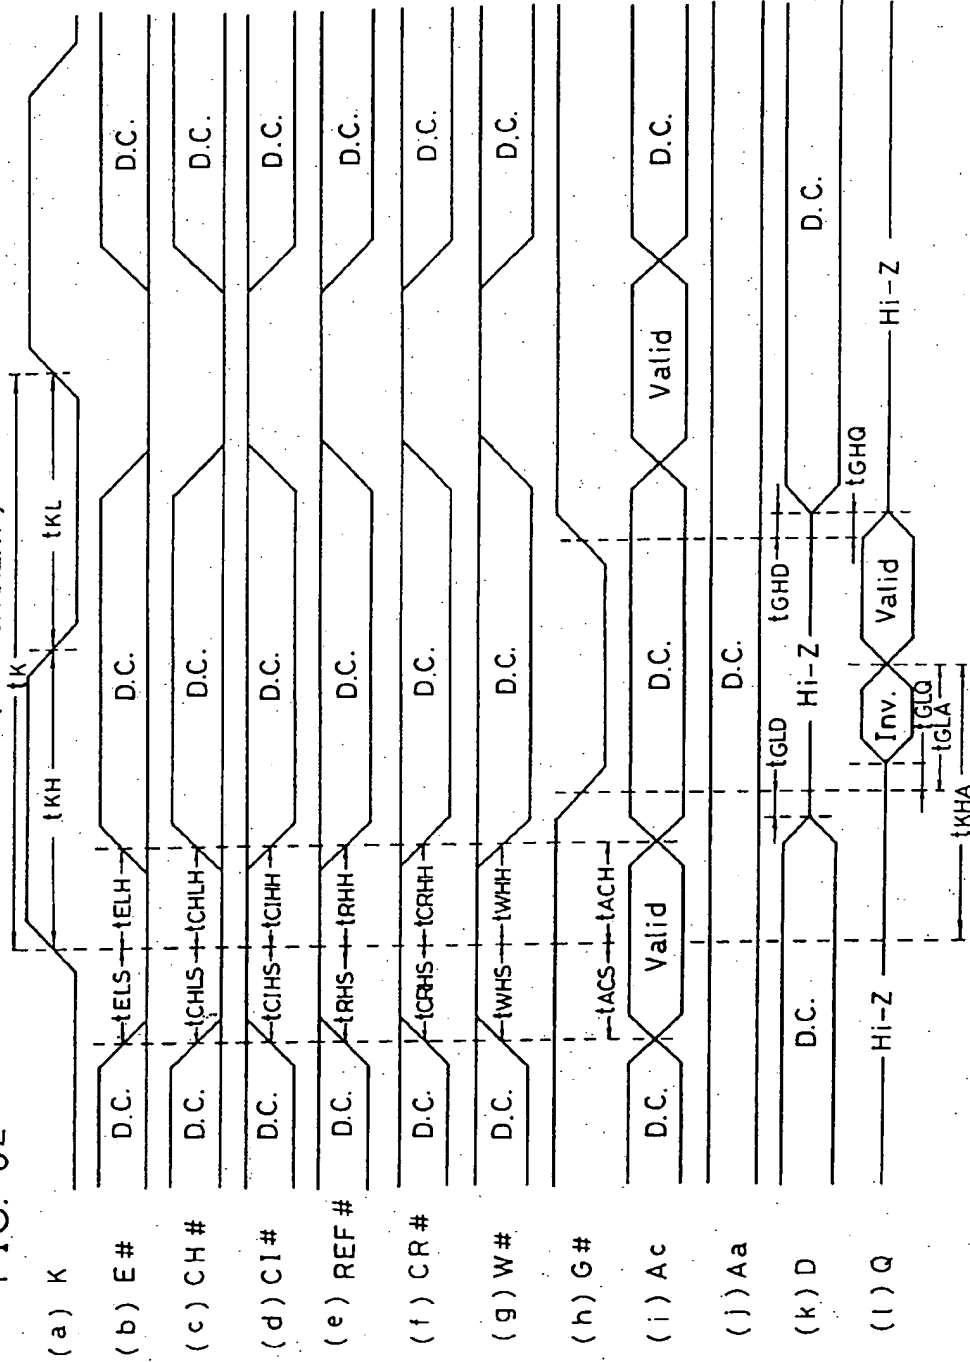 (a) K tK tKH tKL
(b) E# D.C. tELS tELH D.C. D.C.
(c) CH# D.C. tCHLS tCHLH D.C. D.C.
(d) CI# D.C. tCIHS tCIHH D.C. D.C.
(e) REF# D.C. tRHS tRHH D.C. D.C.
(f) CR# D.C. tCRHS tCRHH D.C. D.C.
(g) W# D.C. tWHS tWHH D.C. D.C.
(h) G#
tACS tACH
(i) Ac D.C. Valid D.C. Valid D.C.
(j) Aa D.C.
tGLD tGHD
(k) D D.C. Hi-Z D.C.
tGHQ
(l) Q Hi-Z Inv. Valid Hi-Z
tGLQ
tGLA
tKHA